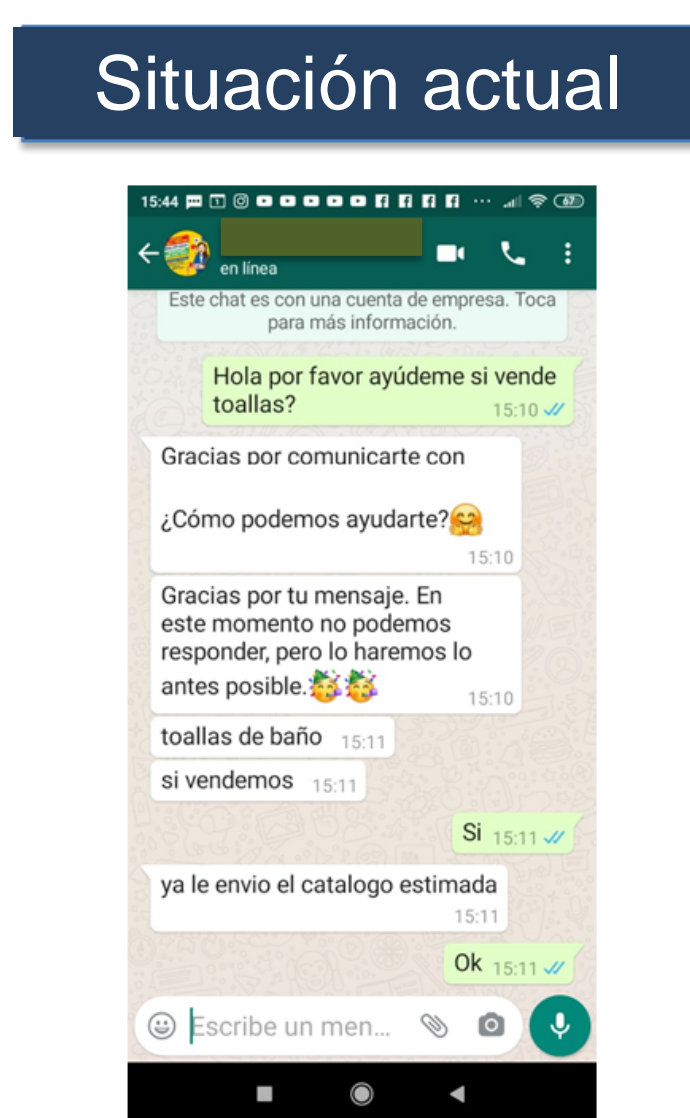 Situación actual
15:44
67
en línea
Este chat es con una cuenta de empresa. Toca
para más información.
Hola por favor ayúdeme si vende
toallas?
15:10
Gracias por comunicarte con
¿Cómo podemos ayudarte?
15:10
Gracias por tu mensaje. En
este momento no podemos
responder, pero lo haremos lo
antes posible.
15:10
toallas de baño 15:11
si vendemos 15:11
Si 15:11
ya le envio el catalogo estimada
15:11
Ok 15:11
Escribe un men...